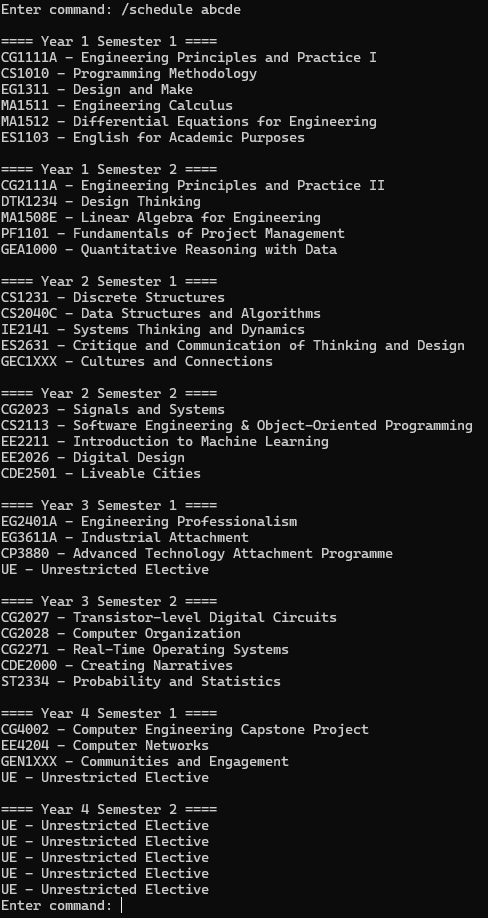 Enter command: /schedule abcde
==== Year 1 Semester 1 ====
CG1111A - Engineering Principles and Practice I
CS1010 - Programming Methodology
EG1311 - Design and Make
MA1511 - Engineering Calculus
MA1512 - Differential Equations for Engineering
ES1103 - English for Academic Purposes
==== Year 1 Semester 2 ====
CG2111A - Engineering Principles and Practice II
DTK1234 - Design Thinking
MA1508E - Linear Algebra for Engineering
PF1101 - Fundamentals of Project Management
GEA1000 - Quantitative Reasoning with Data
==== Year 2 Semester 1 ====
CS1231 - Discrete Structures
CS2040C - Data Structures and Algorithms
IE2141 - Systems Thinking and Dynamics
ES2631 - Critique and Communication of Thinking and Design
GEC1XXX - Cultures and Connections
==== Year 2 Semester 2 ====
CG2023 - Signals and Systems
CS2113 - Software Engineering & Object-Oriented Programming
EE2211 - Introduction to Machine Learning
EE2026 - Digital Design
CDE2501 - Liveable Cities
==== Year 3 Semester 1 ====
EG2401A - Engineering Professionalism
EG3611A - Industrial Attachment
CP3880 - Advanced Technology Attachment Programme
UE - Unrestricted Elective
==== Year 3 Semester 2 ====
CG2027 - Transistor-level Digital Circuits
CG2028 - Computer Organization
CG2271 - Real-Time Operating Systems
CDE2000 - Creating Narratives
ST2334 - Probability and Statistics
==== Year 4 Semester 1 ====
CG4002 - Computer Engineering Capstone Project
EE4204 - Computer Networks
GEN1XXX - Communities and Engagement
UE - Unrestricted Elective
==== Year 4 Semester 2 ====
UE - Unrestricted Elective
UE - Unrestricted Elective
UE - Unrestricted Elective
UE - Unrestricted Elective
UE - Unrestricted Elective
Enter command: